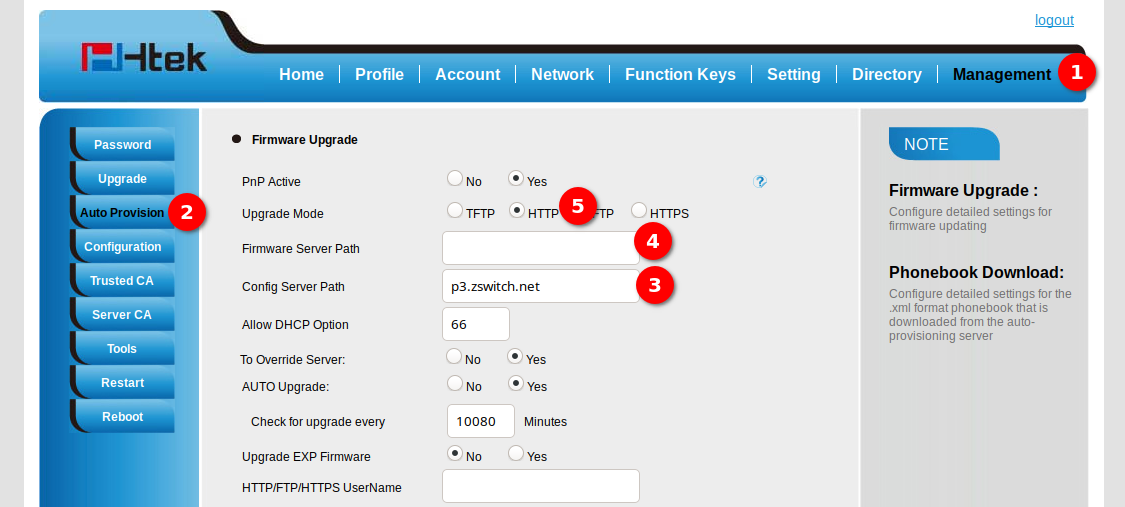 logout
Htek
Home Profile Account Network Function Keys Setting Directory Management 1
Password
Upgrade
Auto Provision 2
Configuration
Trusted CA
Server CA
Tools
Restart
Reboot
Firmware Upgrade
PnP Active No Yes ?
Upgrade Mode TFTP HTTP 5 TP HTTPS
Firmware Server Path 4
Config Server Path p3.zswitch.net 3
Allow DHCP Option 66
To Override Server: No Yes
AUTO Upgrade: No Yes
Check for upgrade every 10080 Minutes
Upgrade EXP Firmware No Yes
HTTP/FTP/HTTPS UserName
NOTE
Firmware Upgrade :
Configure detailed settings for
firmware updating
Phonebook Download:
Configure detailed settings for the
.xml format phonebook that is
downloaded from the auto-
provisioning server